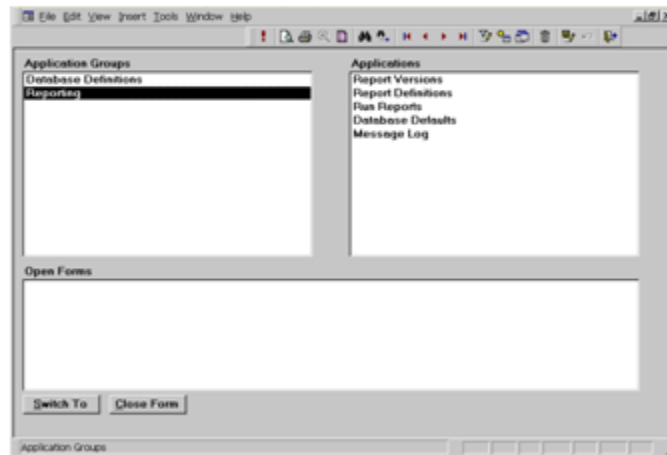 File Edit View Insert Tools Window Help
Application Groups
Database Definitions
Reporting
Applications
Report Versions
Report Definitions
Run Reports
Database Defaults
Message Log
Open Forms
Switch To Close Form
Application Groups